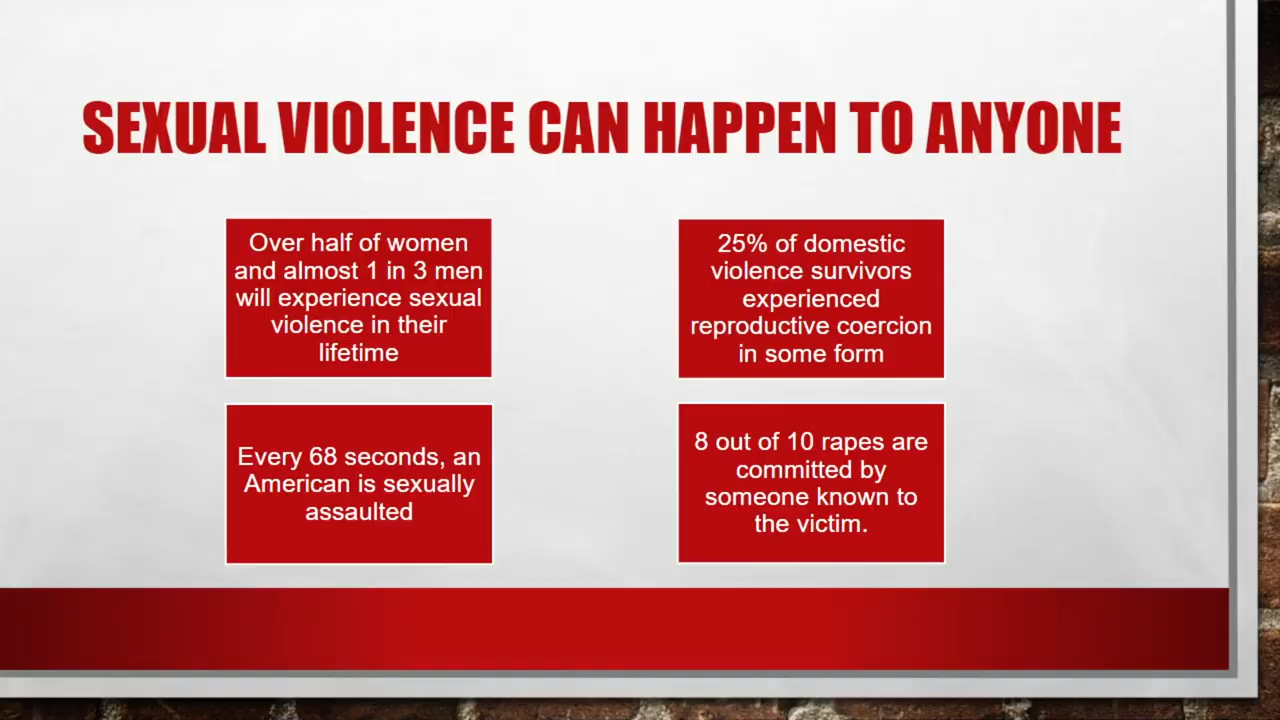 SEXUAL VIOLENCE CAN HAPPEN TO ANYONE
Over half of women
and almost 1 in 3 men
will experience sexual
violence in their
lifetime
25% of domestic
violence survivors
experienced
reproductive coercion
in some form
Every 68 seconds, an
American is sexually
assaulted
8 out of 10 rapes are
committed by
someone known to
the victim.